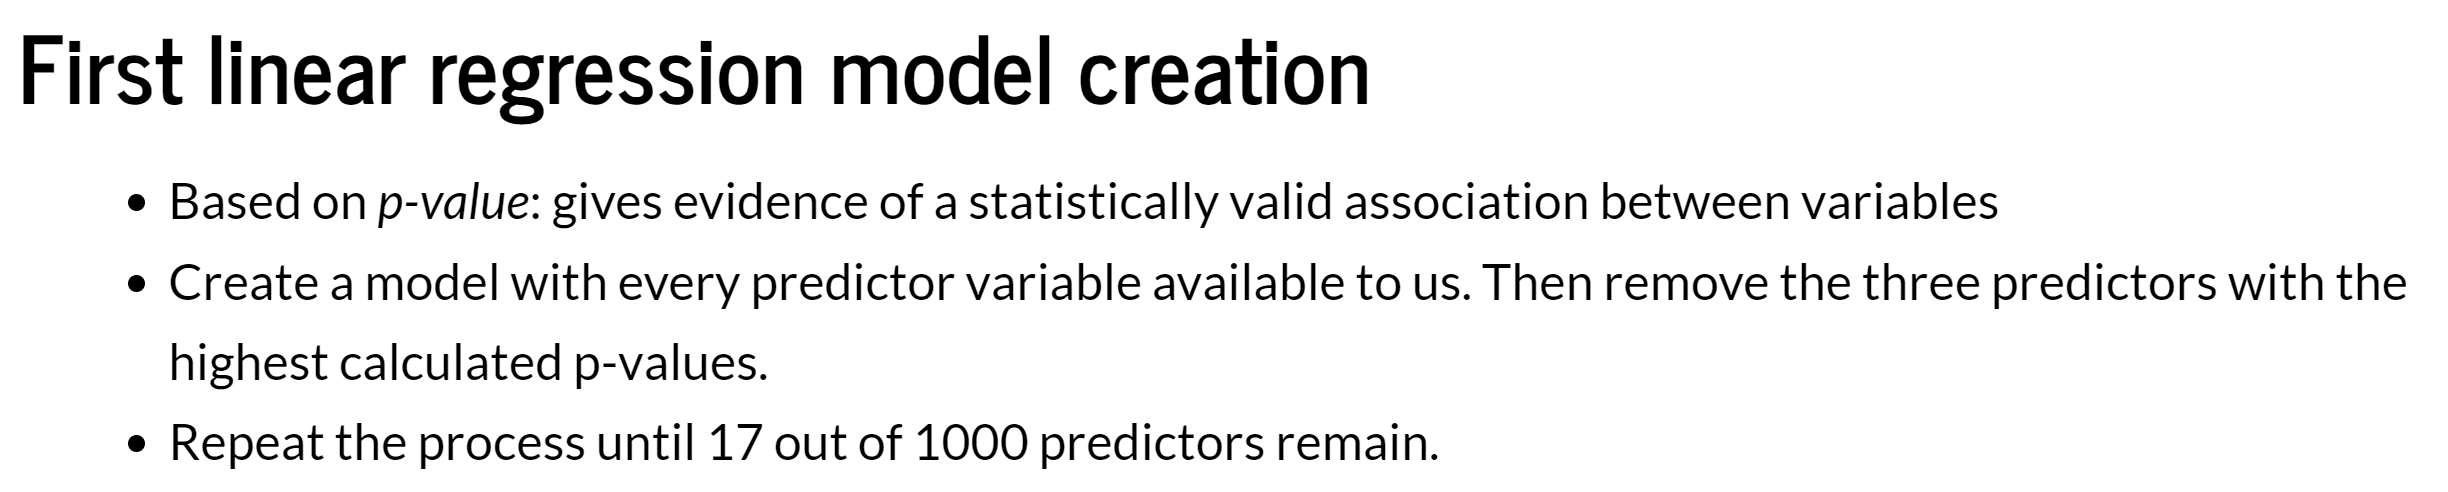 First linear regression model creation
• Based on p-value: gives evidence of a statistically valid association between variables
• Create a model with every predictor variable available to us. Then remove the three predictors with the
highest calculated p-values.
• Repeat the process until 17 out of 1000 predictors remain.